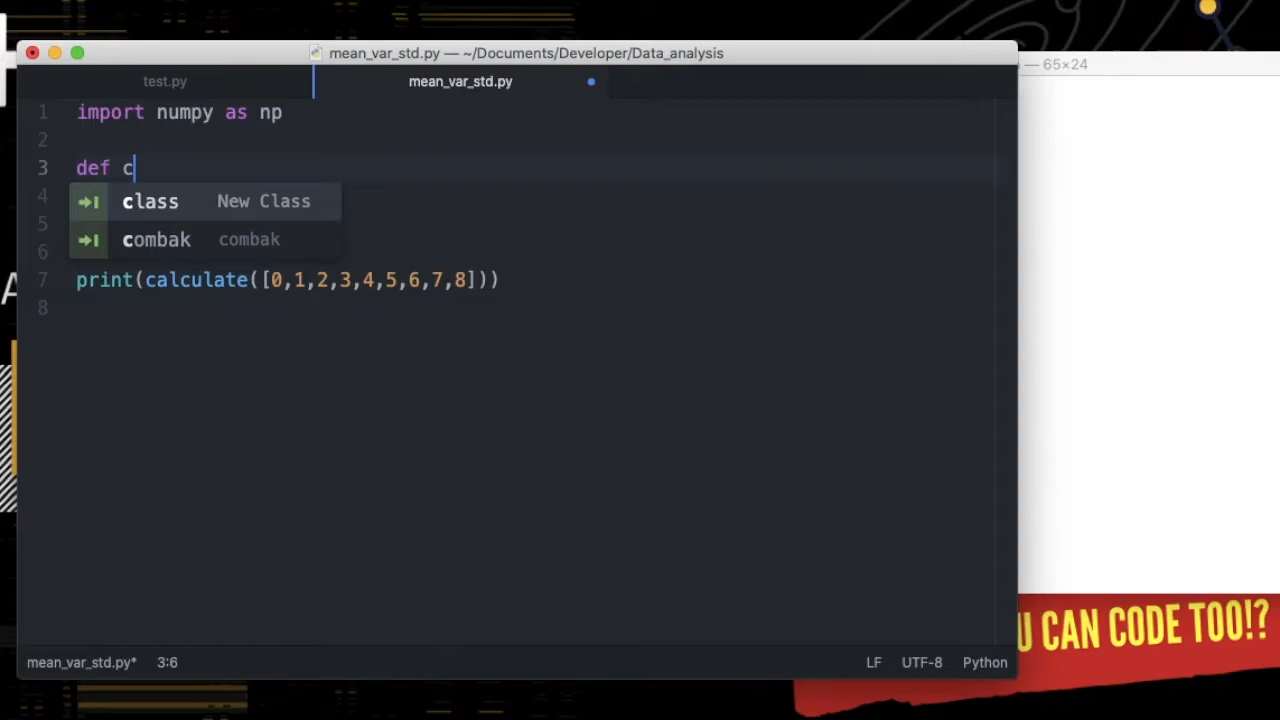 mean_var_std.py — ~/Documents/Developer/Data_analysis
— 65×24
test.py
mean_var_std.py
1 import numpy as np
2
3 def c
4
class New Class
5
combak combak
6
7 print(calculate([0,1,2,3,4,5,6,7,8]))
8
U CAN CODE TOO!?
mean_var_std.py* 3:6
LF UTF-8 Python